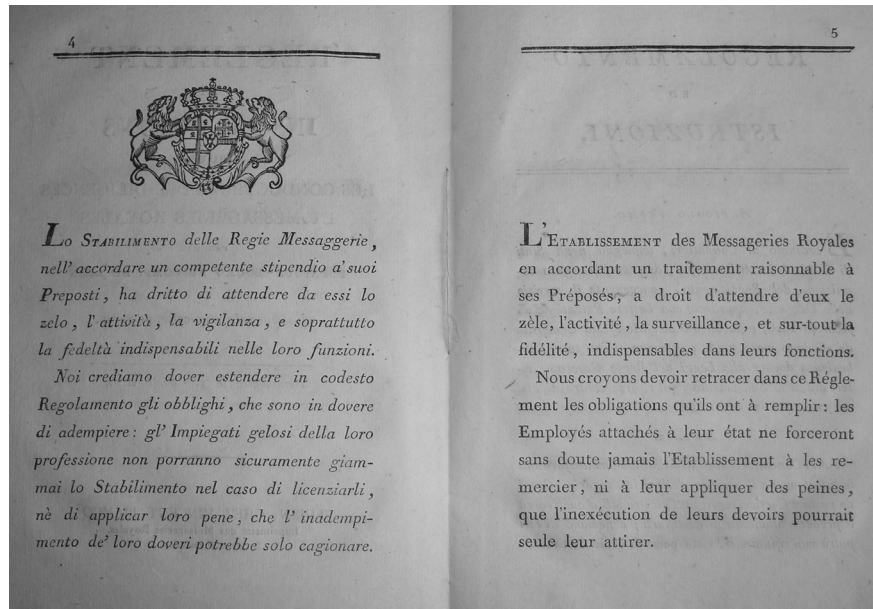 4
Lo Stabilimento delle Regie Messaggerie,
nell' accordare un competente stipendio a' suoi
Preposti, ha dritto di attendere da essi lo
zelo, l' attività, la vigilanza, e soprattutto
la fedeltà indispensabili nelle loro funzioni.
Noi crediamo dover estendere in codesto
Regolamento gli obblighi, che sono in dovere
di adempiere: gl' Impiegati gelosi della loro
professione non porranno sicuramente giam-
mai lo Stabilimento nel caso di licenziarli,
nè di applicar loro pene, che l' inadempi-
mento de' loro doveri potrebbe solo cagionare.
5
L'Etablissement des Messageries Royales
en accordant un traitement raisonnable à
ses Préposés, a droit d'attendre d'eux le
zèle, l'activité, la surveillance, et sur-tout la
fidélité, indispensables dans leurs fonctions.
Nous croyons devoir retracer dans ce Régle-
ment les obligations qu'ils ont à remplir: les
Employés attachés à leur état ne forceront
sans doute jamais l'Etablissement à les re-
mercier, ni à leur appliquer des peines,
que l'inexécution de leurs devoirs pourrait
seule leur attirer.